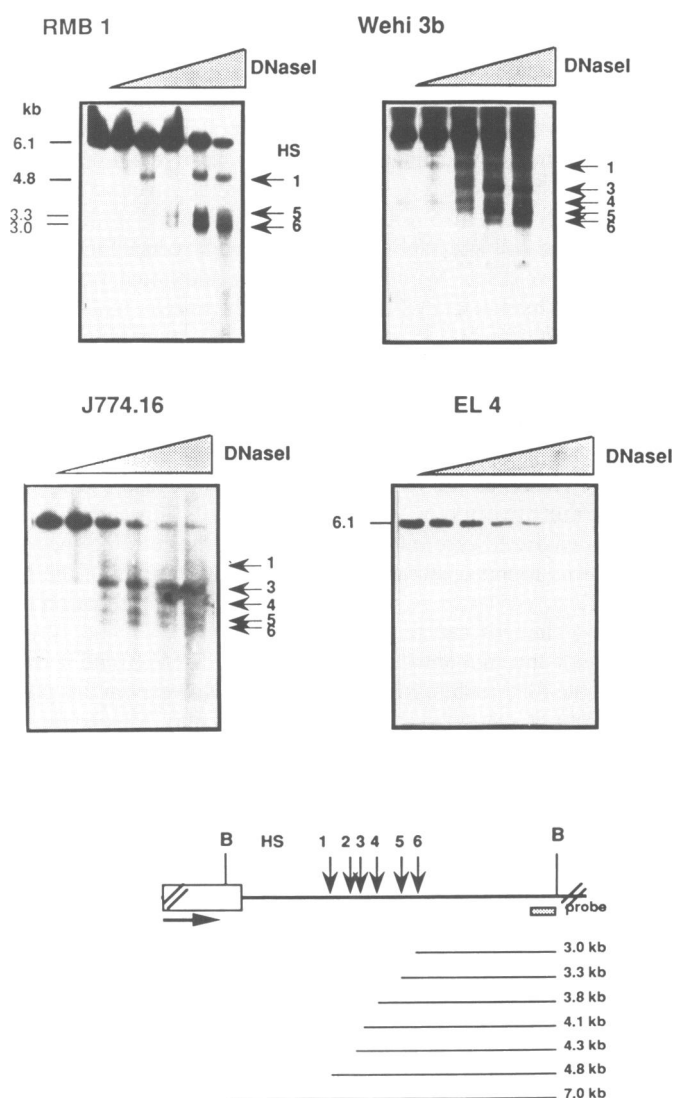 RMB 1
Wehi 3b
DNaseI
DNaseI
kb
HS
6.1
4.8
3.3
3.0
1
5
6
1
3
4
5
6
J774.16
EL 4
DNaseI
DNaseI
6.1
1
3
4
5
6
B HS 1 2 3 4 5 6 B
probe
3.0 kb
3.3 kb
3.8 kb
4.1 kb
4.3 kb
4.8 kb
7.0 kb